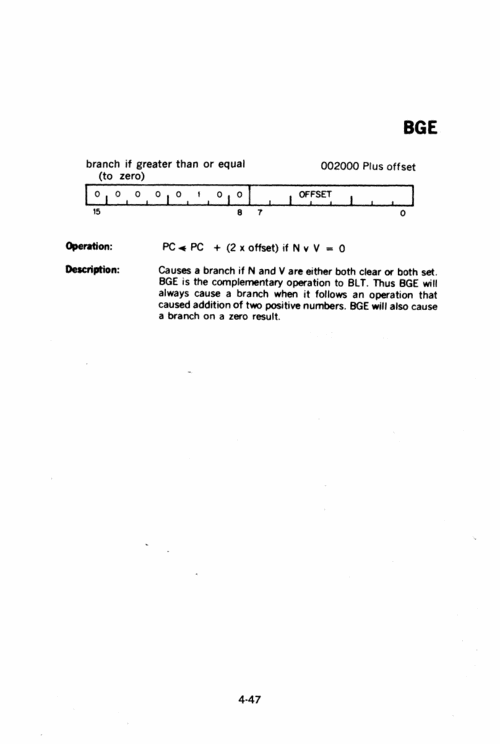 BGE
branch if greater than or equal
(to zero)
002000 Plus offset
0 0 0 0 0 1 0 0 OFFSET
15 8 7 0
Operation: PC ◄ PC + (2 x offset) if N v V = 0
Description: Causes a branch if N and V are either both clear or both set.
BGE is the complementary operation to BLT. Thus BGE will
always cause a branch when it follows an operation that
caused addition of two positive numbers. BGE will also cause
a branch on a zero result.
4-47